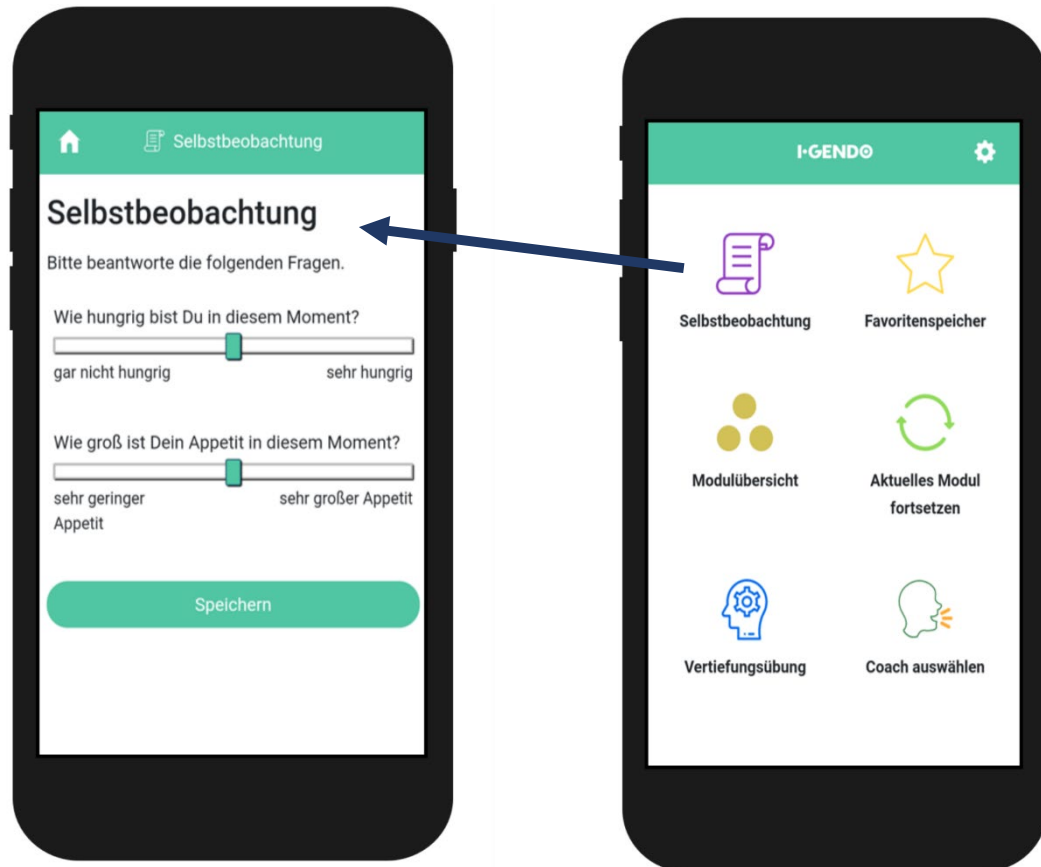 Selbstbeobachtung
Selbstbeobachtung
Bitte beantworte die folgenden Fragen.
Wie hungrig bist Du in diesem Moment?
gar nicht hungrig sehr hungrig
Wie groß ist Dein Appetit in diesem Moment?
sehr geringer sehr großer Appetit
Appetit
Speichern
I·GENDO
Selbstbeobachtung Favoritenspeicher
Modulübersicht Aktuelles Modul
fortsetzen
Vertiefungsübung Coach auswählen